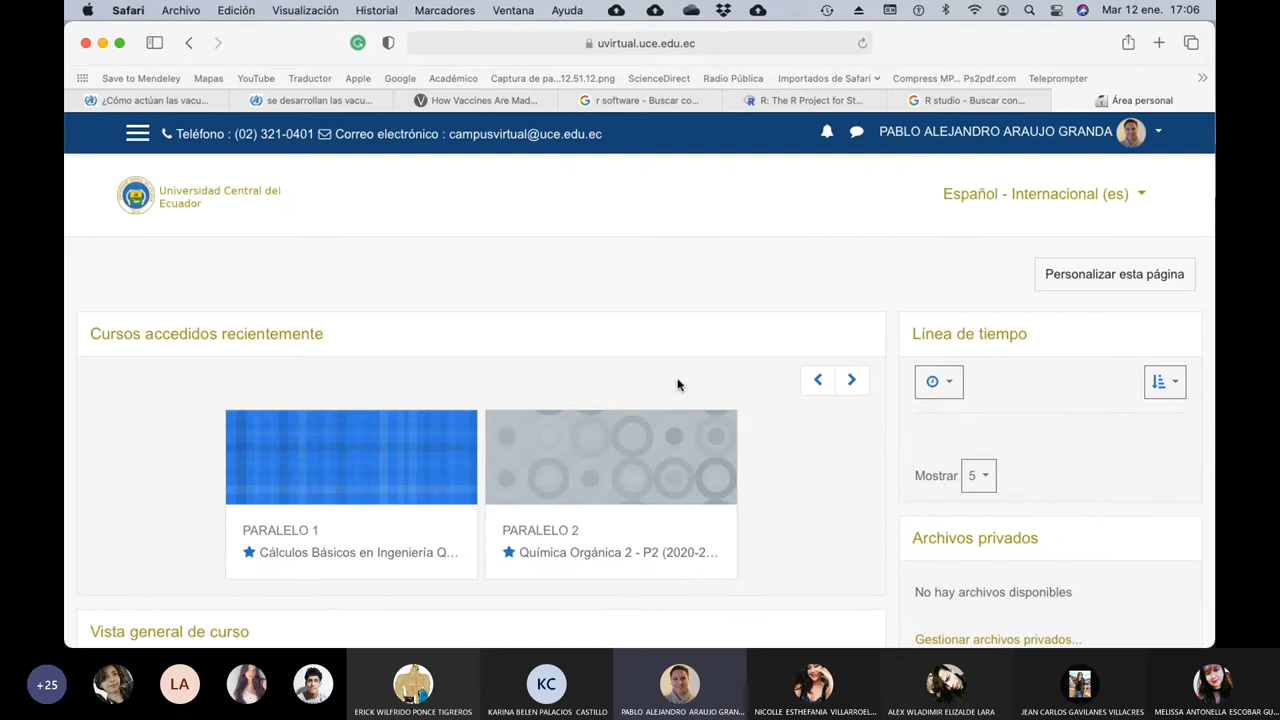 Safari Archivo Edición Visualización Historial Marcadores Ventana Ayuda Mar 12 ene. 17:06
uvirtual.uce.edu.ec
Save to Mendeley Mapas YouTube Traductor Apple Google Académico Captura de pa...12.51.12.png ScienceDirect Radio Pública Importados de Safari Compress MP... Ps2pdf.com Teleprompter
¿Cómo actúan las vacu... se desarrollan las vacu... How Vaccines Are Mad... r software - Buscar co... R: The R Project for St... R studio - Buscar con... Área personal
Teléfono : (02) 321-0401 Correo electrónico : campusvirtual@uce.edu.ec PABLO ALEJANDRO ARAUJO GRANDA
Universidad Central del
Ecuador
Español - Internacional (es)
Personalizar esta página
Cursos accedidos recientemente
Línea de tiempo
Mostrar 5
PARALELO 1
Cálculos Básicos en Ingeniería Q...
PARALELO 2
Química Orgánica 2 - P2 (2020-2...
Archivos privados
No hay archivos disponibles
Gestionar archivos privados...
Vista general de curso
+25 LA KC
ERICK WILFRIDO PONCE TIGREROS KARINA BELEN PALACIOS CASTILLO PABLO ALEJANDRO ARAUJO GRAN... NICOLLE ESTHEFANIA VILLARROEL... ALEX WLADIMIR ELIZALDE LARA JEAN CARLOS GAVILANES VILLACRES MELISSA ANTONELLA ESCOBAR GU...